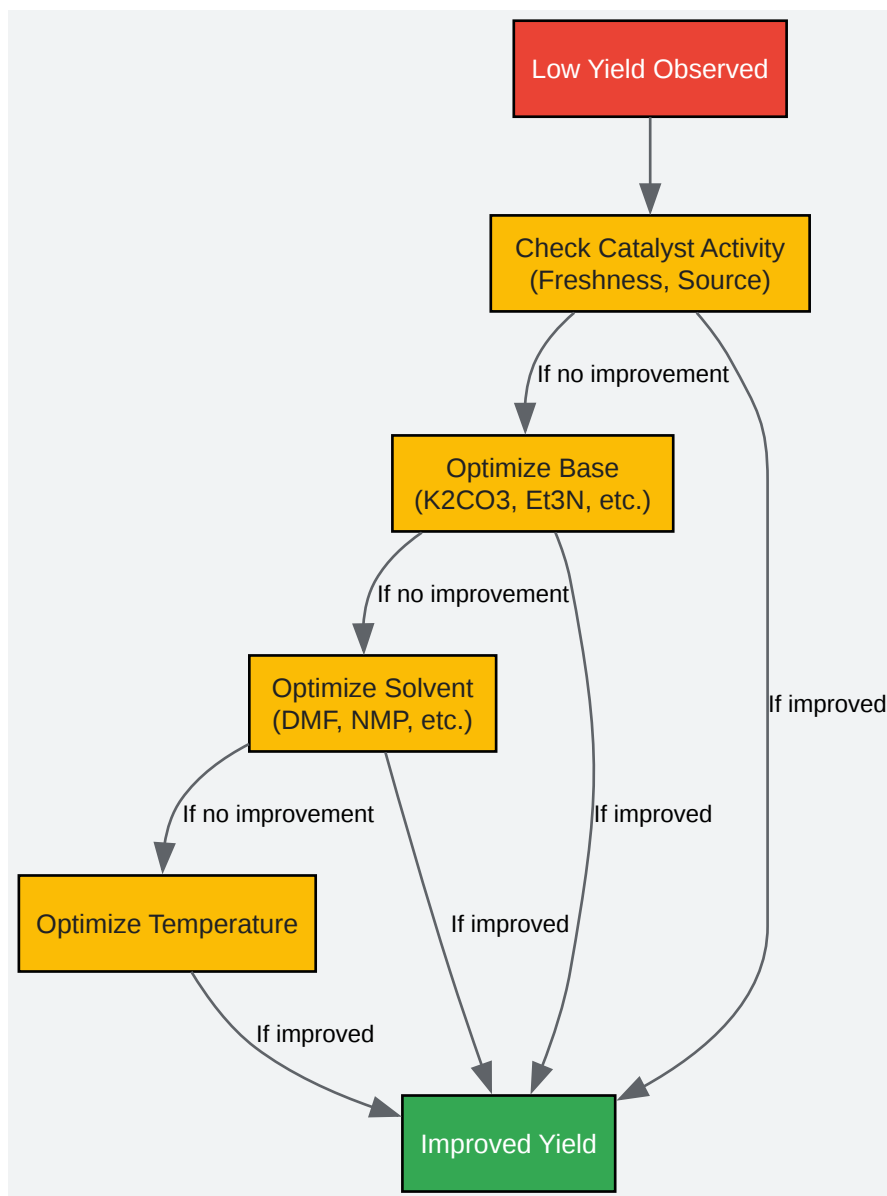 Low Yield Observed
Check Catalyst Activity
(Freshness, Source)
If no improvement
Optimize Base
(K2CO3, Et3N, etc.)
If no improvement
Optimize Solvent
(DMF, NMP, etc.)
If improved
If no improvement
If improved
Optimize Temperature
If improved
If improved
Improved Yield